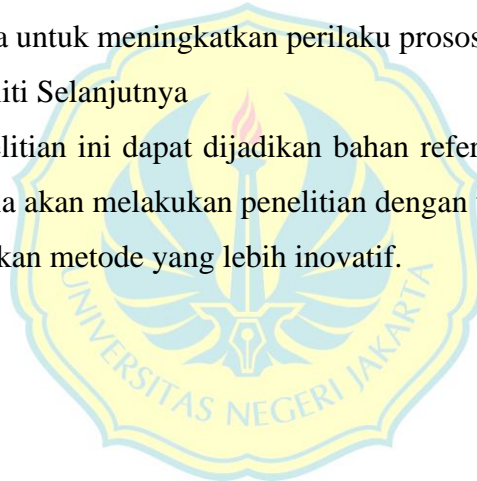 a untuk meningkatkan perilaku prosos
iti Selanjutnya
elitian ini dapat dijadikan bahan refer
a akan melakukan penelitian dengan
kan metode yang lebih inovatif.
UNIVERSITAS NEGERI JAKARTA